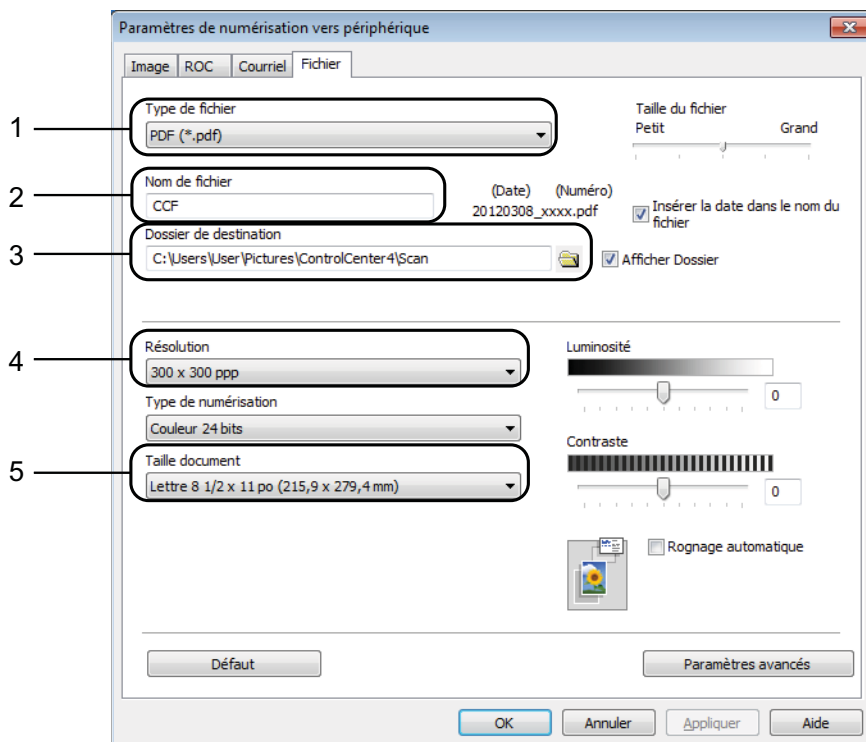 Paramètres de numérisation vers périphérique
Image ROC Courriel Fichier
1
Type de fichier
PDF (*.pdf)
Taille du fichier
Petit Grand
2
Nom de fichier
CCF
(Date) (Numéro)
20120308_xxxx.pdf
Insérer la date dans le nom du
fichier
3
Dossier de destination
C:\Users\User\Pictures\ControlCenter4\Scan
Afficher Dossier
4
Résolution
300 x 300 ppp
Luminosité
0
Type de numérisation
Couleur 24 bits
Contraste
0
5
Taille document
Lettre 8 1/2 x 11 po (215,9 x 279,4 mm)
Rognage automatique
Défaut Paramètres avancés
OK Annuler Appliquer Aide